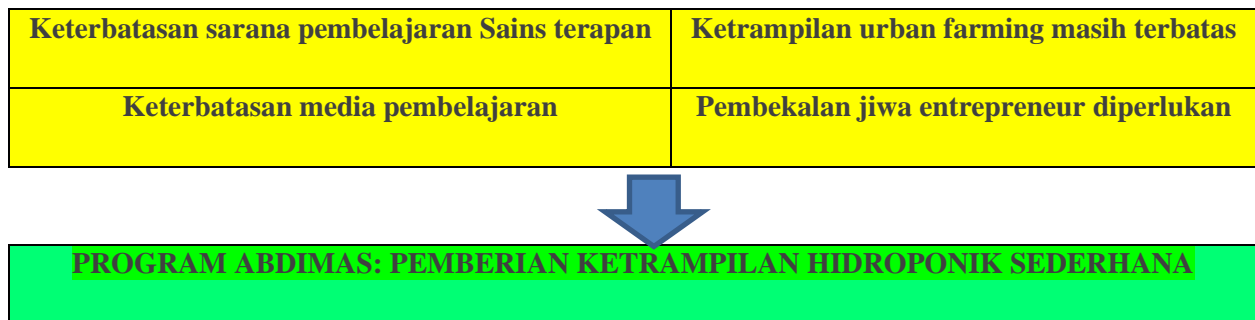 Keterbatasan sarana pembelajaran Sains terapan
Ketrampilan urban farming masih terbatas
Keterbatasan media pembelajaran
Pembekalan jiwa entrepreneur diperlukan
PROGRAM ABDIMAS: PEMBERIAN KETRAMPILAN HIDROPONIK SEDERHANA